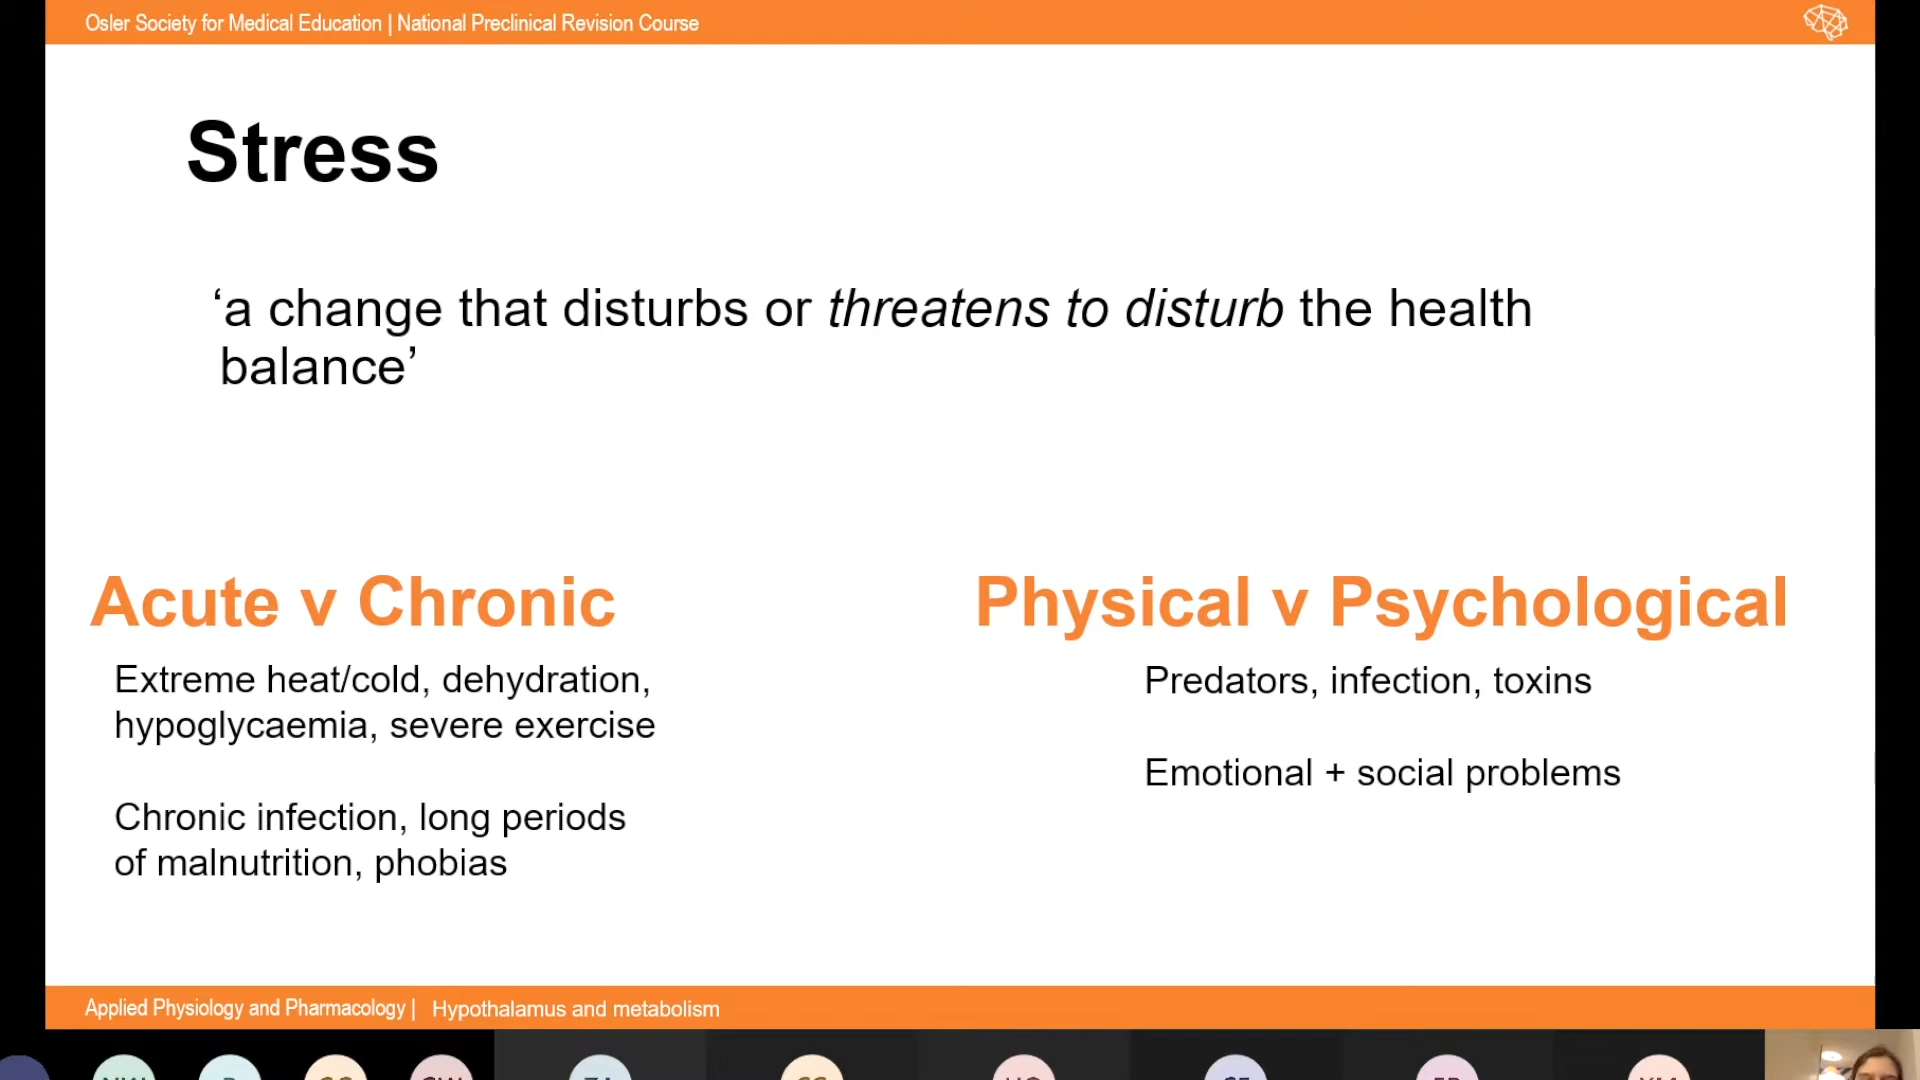 Osler Society for Medical Education | National Preclinical Revision Course
Stress
‘a change that disturbs or threatens to disturb the health
balance’
Acute v Chronic
Extreme heat/cold, dehydration,
hypoglycaemia, severe exercise
Chronic infection, long periods
of malnutrition, phobias
Physical v Psychological
Predators, infection, toxins
Emotional + social problems
Applied Physiology and Pharmacology | Hypothalamus and metabolism